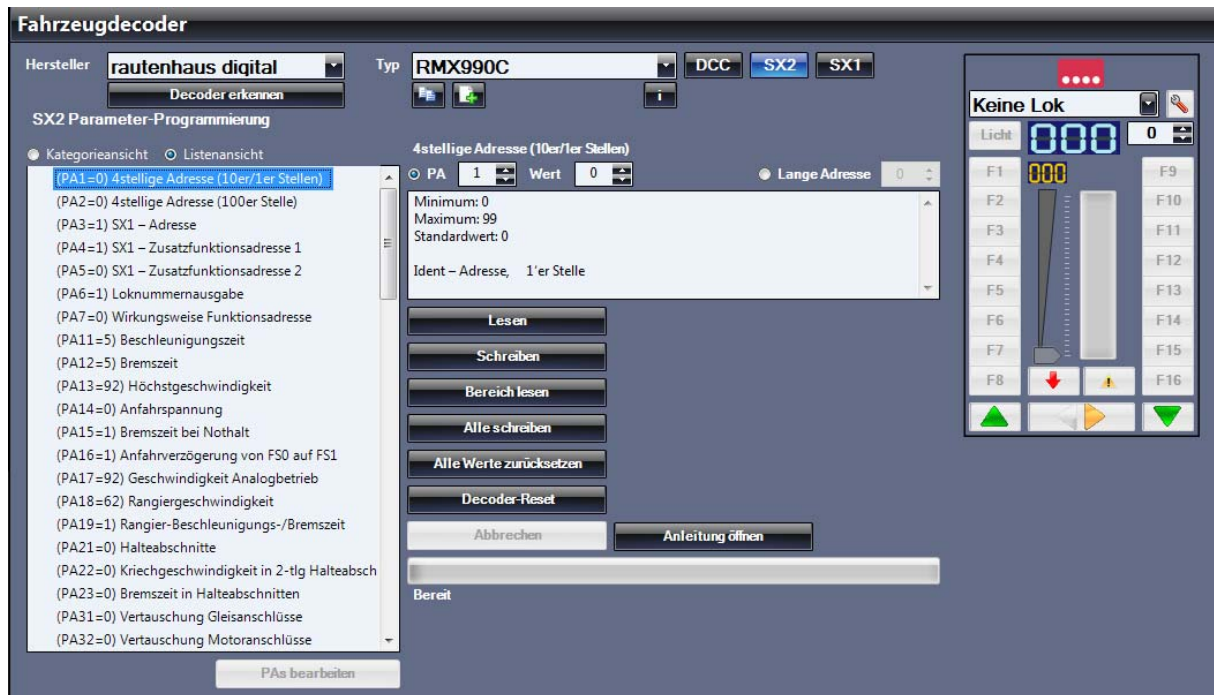 Fahrzeugdecoder
Hersteller rautenhaus digital Typ RMX990C DCC SX2 SX1
Decoder erkennen i
SX2 Parameter-Programmierung
Kategorieansicht Listenansicht
(PA1=0) 4stellige Adresse (10er/1er Stellen)
(PA2=0) 4stellige Adresse (100er Stelle)
(PA3=1) SX1 – Adresse
(PA4=1) SX1 – Zusatzfunktionsadresse 1
(PA5=0) SX1 – Zusatzfunktionsadresse 2
(PA6=1) Loknummernausgabe
(PA7=0) Wirkungsweise Funktionsadresse
(PA11=5) Beschleunigungszeit
(PA12=5) Bremszeit
(PA13=92) Höchstgeschwindigkeit
(PA14=0) Anfahrspannung
(PA15=1) Bremszeit bei Nothalt
(PA16=1) Anfahrverzögerung von FS0 auf FS1
(PA17=92) Geschwindigkeit Analogbetrieb
(PA18=62) Rangiergeschwindigkeit
(PA19=1) Rangier-Beschleunigungs-/Bremszeit
(PA21=0) Halteabschnitte
(PA22=0) Kriechgeschwindigkeit in 2-tlg Halteabsch
(PA23=0) Bremszeit in Halteabschnitten
(PA31=0) Vertauschung Gleisanschlüsse
(PA32=0) Vertauschung Motoranschlüsse
PAs bearbeiten
4stellige Adresse (10er/1er Stellen)
PA 1 Wert 0 Lange Adresse 0
Minimum: 0
Maximum: 99
Standardwert: 0
Ident – Adresse, 1'er Stelle
Lesen
Schreiben
Bereich lesen
Alle schreiben
Alle Werte zurücksetzen
Decoder-Reset
Abbrechen Anleitung öffnen
Bereit
Keine Lok
Licht 000 0
F1 000 F9
F2 F10
F3 F11
F4 F12
F5 F13
F6 F14
F7 F15
F8 F16